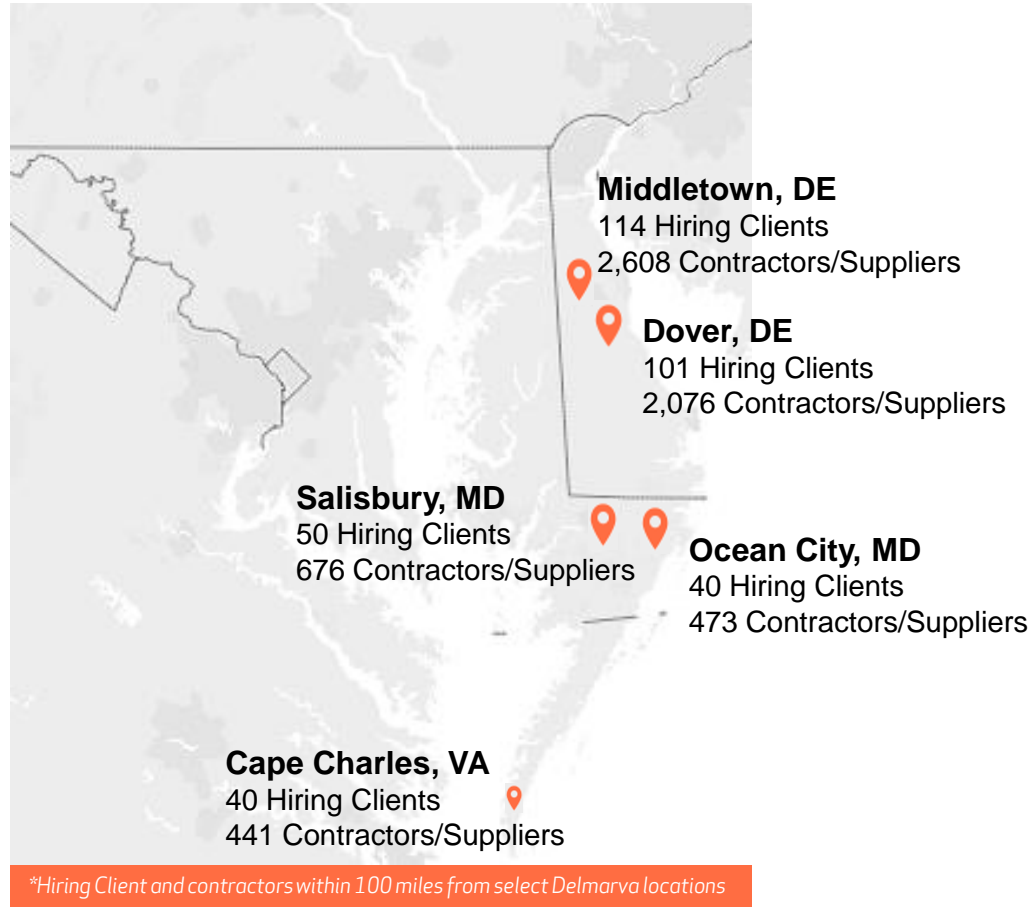 Middletown, DE
114 Hiring Clients
2,608 Contractors/Suppliers
Dover, DE
101 Hiring Clients
2,076 Contractors/Suppliers
Salisbury, MD
50 Hiring Clients
676 Contractors/Suppliers
Ocean City, MD
40 Hiring Clients
473 Contractors/Suppliers
Cape Charles, VA
40 Hiring Clients
441 Contractors/Suppliers
*Hiring Client and contractors within 100 miles from select Delmarva locations